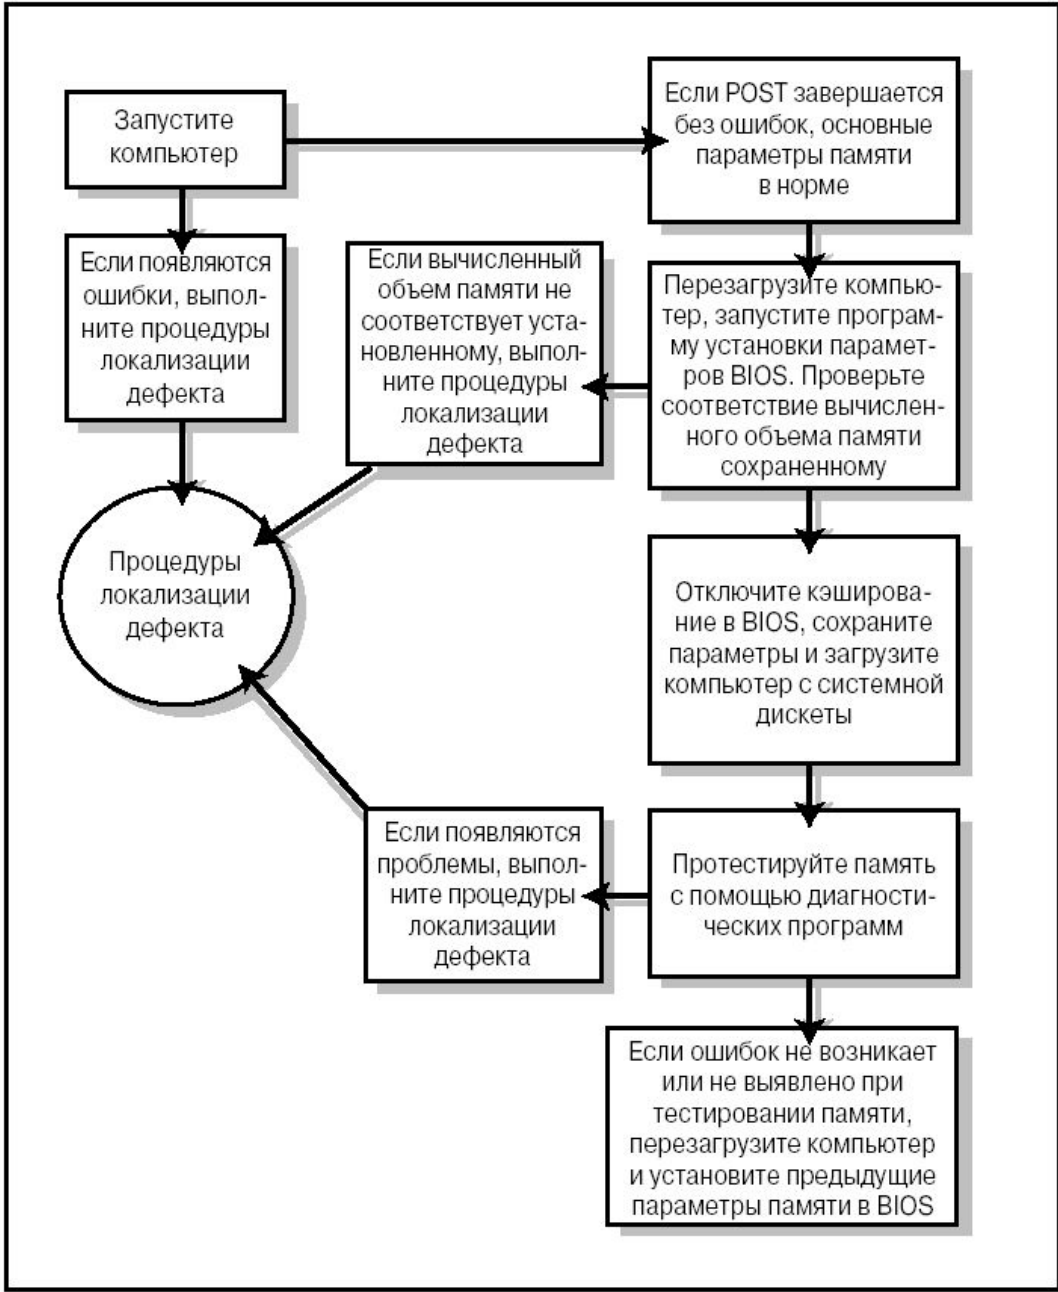 Запустите
компьютер
Если POST завершается
без ошибок, основные
параметры памяти
в норме
Если появляются
ошибки, выпол-
ните процедуры
локализации
дефекта
Если вычисленный
объем памяти не
соответствует уста-
новленному, выпол-
ните процедуры
локализации
дефекта
Перезагрузите компью-
тер, запустите програм-
му установки парамет-
ров BIOS. Проверьте
соответствие вычислен-
ного объема памяти
сохраненному
Процедуры
локализации
дефекта
Отключите кэширова-
ние в BIOS, сохраните
параметры и загрузите
компьютер с системной
дискеты
Если появляются
проблемы, выпол-
ните процедуры
локализации
дефекта
Протестируйте память
с помощью диагности-
ческих программ
Если ошибок не возникает
или не выявлено при
тестировании памяти,
перезагрузите компьютер
и установите предыдущие
параметры памяти в BIOS